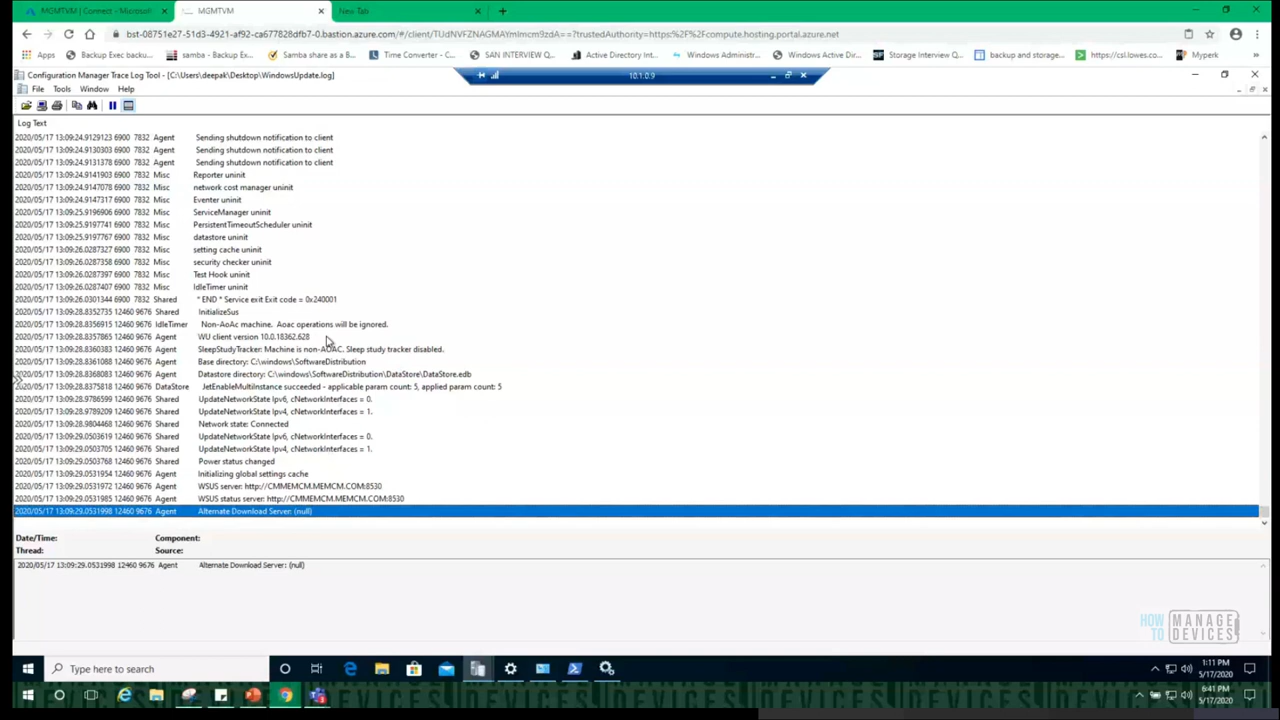 MGMTVM | Connect - Microsoft
MGMTVM
New Tab
bst-08751e27-51d3-4921-af92-ca677828dfb7-0.bastion.azure.com/#/client/TUdNVFZNAGMAYmlmcm9zdA==?trustedAuthority=https:%2F%2Fcompute.hosting.portal.azure.net
Apps
Backup Exec backu...
samba - Backup Ex...
Samba share as a B...
Time Converter - C...
SAN INTERVIEW Q...
Active Directory Int...
Windows Administr...
Windows Active Dir...
Storage Interview Q...
backup and storage...
https://csl.lowes.co...
Myperk
Configuration Manager Trace Log Tool - [C:\Users\deepak\Desktop\WindowsUpdate.log]
10.1.0.9
File Tools Window Help
Log Text
2020/05/17 13:09:24.9129123 6900 7832 Agent Sending shutdown notification to client
2020/05/17 13:09:24.9130303 6900 7832 Agent Sending shutdown notification to client
2020/05/17 13:09:24.9131378 6900 7832 Agent Sending shutdown notification to client
2020/05/17 13:09:24.9141903 6900 7832 Misc Reporter uninit
2020/05/17 13:09:24.9147078 6900 7832 Misc network cost manager uninit
2020/05/17 13:09:24.9147317 6900 7832 Misc Eventer uninit
2020/05/17 13:09:25.9196906 6900 7832 Misc ServiceManager uninit
2020/05/17 13:09:25.9197741 6900 7832 Misc PersistentTimeoutScheduler uninit
2020/05/17 13:09:25.9197767 6900 7832 Misc datastore uninit
2020/05/17 13:09:26.0287327 6900 7832 Misc setting cache uninit
2020/05/17 13:09:26.0287358 6900 7832 Misc security checker uninit
2020/05/17 13:09:26.0287397 6900 7832 Misc Test Hook uninit
2020/05/17 13:09:26.0287407 6900 7832 Misc IdleTimer uninit
2020/05/17 13:09:26.0301344 6900 7832 Shared * END * Service exit Exit code = 0x240001
2020/05/17 13:09:28.8352735 12460 9676 Shared InitializeSus
2020/05/17 13:09:28.8356915 12460 9676 IdleTimer Non-AoAc machine. Aoac operations will be ignored.
2020/05/17 13:09:28.8357865 12460 9676 Agent WU client version 10.0.18362.628
2020/05/17 13:09:28.8360383 12460 9676 Agent SleepStudyTracker: Machine is non-AOAC. Sleep study tracker disabled.
2020/05/17 13:09:28.8361088 12460 9676 Agent Base directory: C:\windows\SoftwareDistribution
2020/05/17 13:09:28.8368083 12460 9676 Agent Datastore directory: C:\windows\SoftwareDistribution\DataStore\DataStore.edb
2020/05/17 13:09:28.8375818 12460 9676 DataStore JetEnableMultiInstance succeeded - applicable param count: 5, applied param count: 5
2020/05/17 13:09:28.9786599 12460 9676 Shared UpdateNetworkState Ipv6, cNetworkInterfaces = 0.
2020/05/17 13:09:28.9789209 12460 9676 Shared UpdateNetworkState Ipv4, cNetworkInterfaces = 1.
2020/05/17 13:09:28.9804468 12460 9676 Shared Network state: Connected
2020/05/17 13:09:29.0503619 12460 9676 Shared UpdateNetworkState Ipv6, cNetworkInterfaces = 0.
2020/05/17 13:09:29.0503705 12460 9676 Shared UpdateNetworkState Ipv4, cNetworkInterfaces = 1.
2020/05/17 13:09:29.0503768 12460 9676 Shared Power status changed
2020/05/17 13:09:29.0531954 12460 9676 Agent Initializing global settings cache
2020/05/17 13:09:29.0531972 12460 9676 Agent WSUS server: http://CMMEMCM.MEMCM.COM:8530
2020/05/17 13:09:29.0531985 12460 9676 Agent WSUS status server: http://CMMEMCM.MEMCM.COM:8530
2020/05/17 13:09:29.0531998 12460 9676 Agent Alternate Download Server: (null)
Date/Time: Component:
Thread: Source:
2020/05/17 13:09:29.0531998 12460 9676 Agent Alternate Download Server: (null)
HOW TO MANAGE DEVICES
Type here to search
1:11 PM
5/17/2020
6:41 PM
5/17/2020